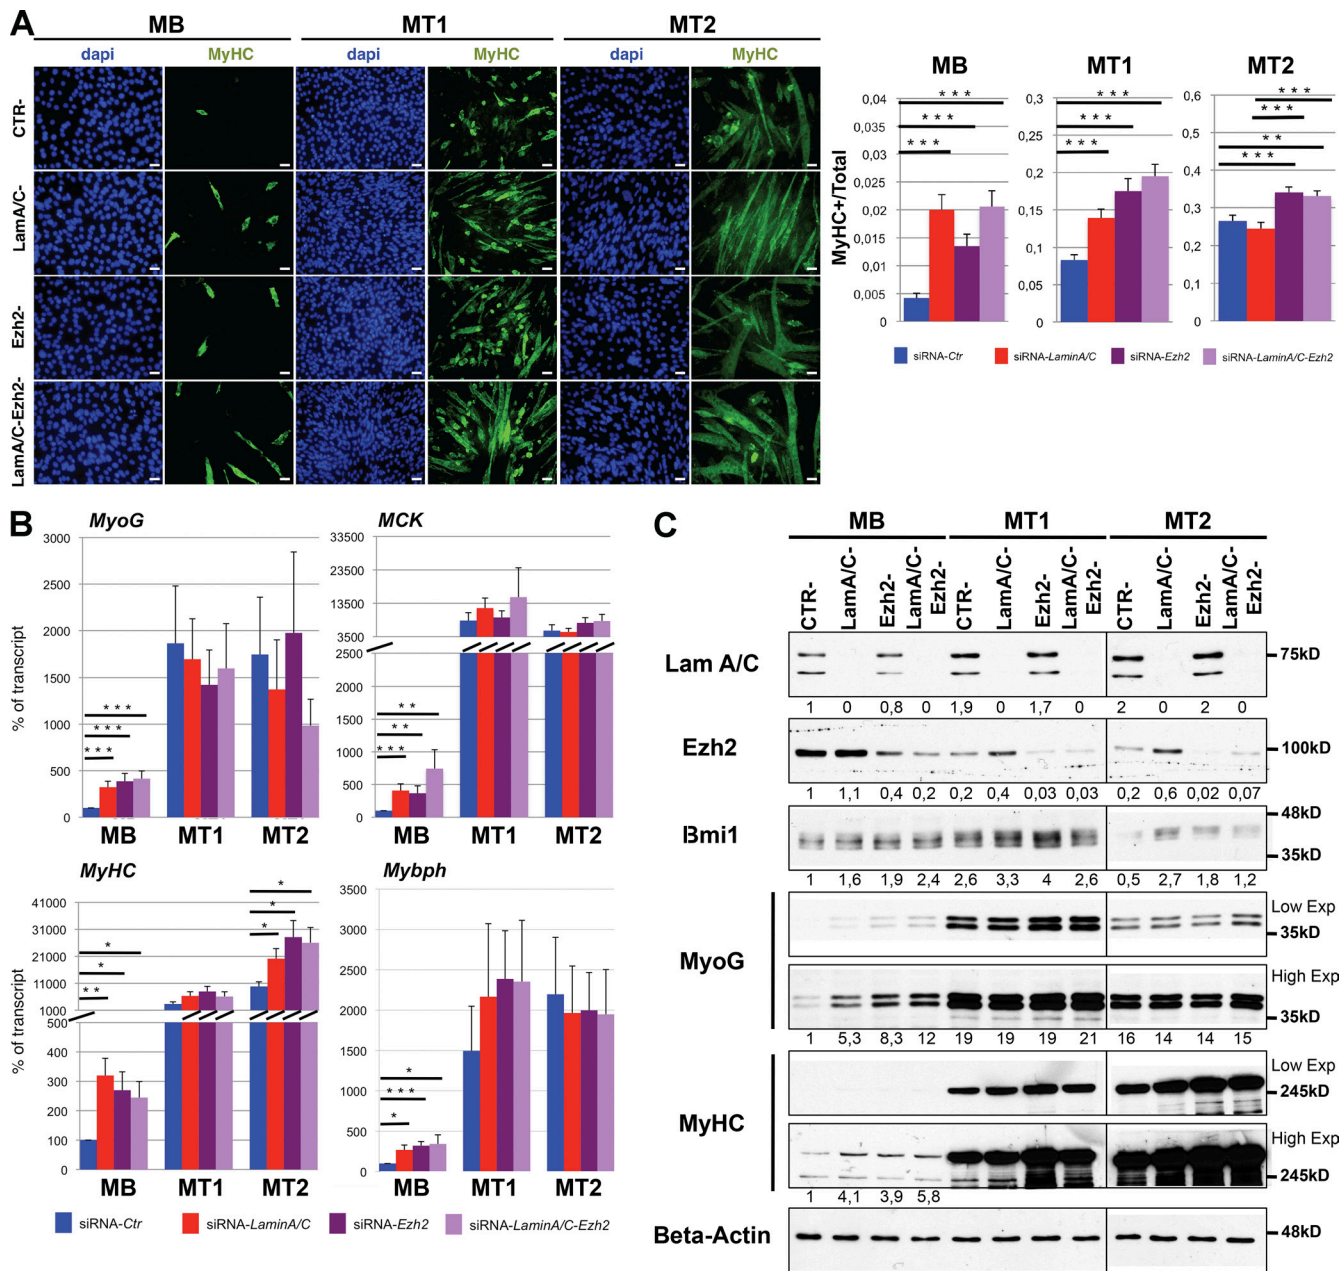 A
MB MT1 MT2
dapi MyHC dapi MyHC dapi MyHC
CTR-
LamA/C-
Ezh2-
LamA/C-Ezh2-
MB MT1 MT2
MyHC+/Total
*** *** ***
0,04
0,035
0,03
0,025
0,02
0,015
0,01
0,005
0
*** *** ***
0,3
0,25
0,2
0,15
0,1
0,05
0
*** *** ** ***
0,6
0,5
0,4
0,3
0,2
0,1
0
siRNA-Ctr siRNA-LaminA/C siRNA-Ezh2 siRNA-LaminA/C-Ezh2
B
MyoG
% of transcript
3000
2500
2000
1500
1000
500
0
***
***
***
MB MT1 MT2
MCK
33500
23500
13500
3500
2500
2000
1500
1000
500
0
**
**
***
MB MT1 MT2
MyHC
% of transcript
41000
31000
21000
11000
1000
500
400
300
200
100
0
*
*
**
*
*
*
MB MT1 MT2
Mybph
3500
3000
2500
2000
1500
1000
500
0
*
***
*
MB MT1 MT2
siRNA-Ctr siRNA-LaminA/C siRNA-Ezh2 siRNA-LaminA/C-Ezh2
C
MB MT1 MT2
CTR- LamA/C- Ezh2- LamA/C-Ezh2- CTR- LamA/C- Ezh2- LamA/C-Ezh2- CTR- LamA/C- Ezh2- LamA/C-Ezh2-
Lam A/C 75kD
1 0 0,8 0 1,9 0 1,7 0 2 0 2 0
Ezh2 100kD
1 1,1 0,4 0,2 0,2 0,4 0,03 0,03 0,2 0,6 0,02 0,07
Bmi1 48kD
35kD
1 1,6 1,9 2,4 2,6 3,3 4 2,6 0,5 2,7 1,8 1,2
MyoG
Low Exp
35kD
High Exp
35kD
1 5,3 8,3 12 19 19 19 21 16 14 14 15
MyHC
Low Exp
245kD
High Exp
245kD
1 4,1 3,9 5,8
Beta-Actin 48kD